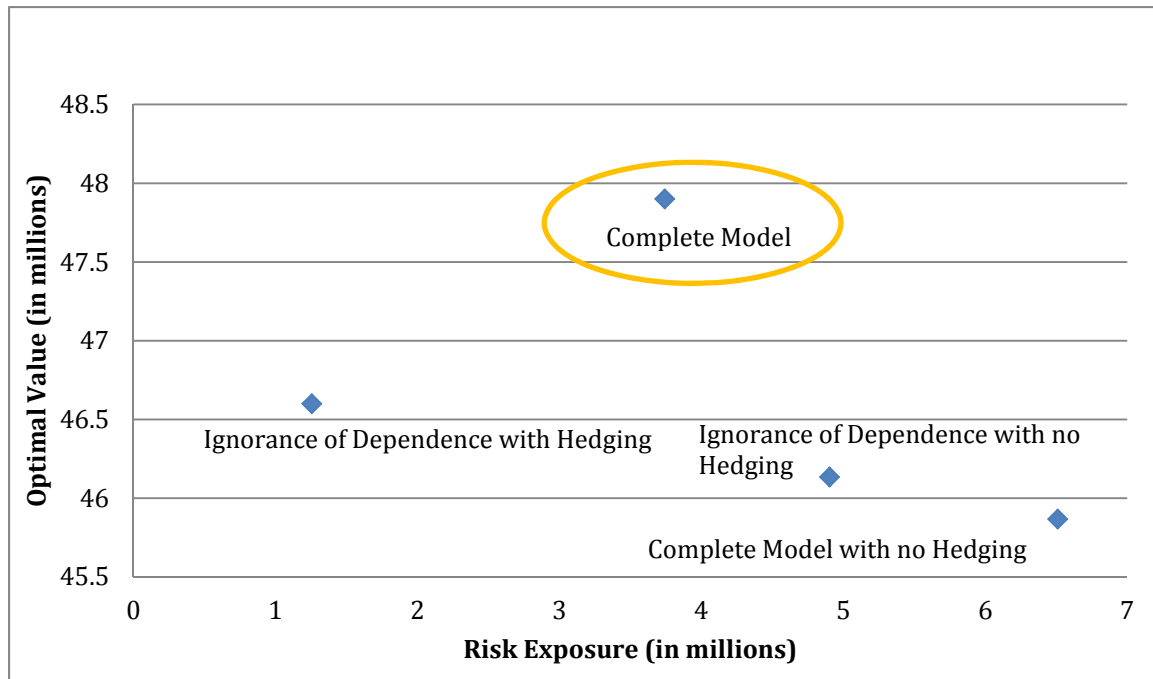 48.5
48
47.5
47
46.5
46
45.5
Optimal Value (in millions)
Complete Model
Ignorance of Dependence with Hedging
Ignorance of Dependence with no
Hedging
Complete Model with no Hedging
0 1 2 3 4 5 6 7
Risk Exposure (in millions)